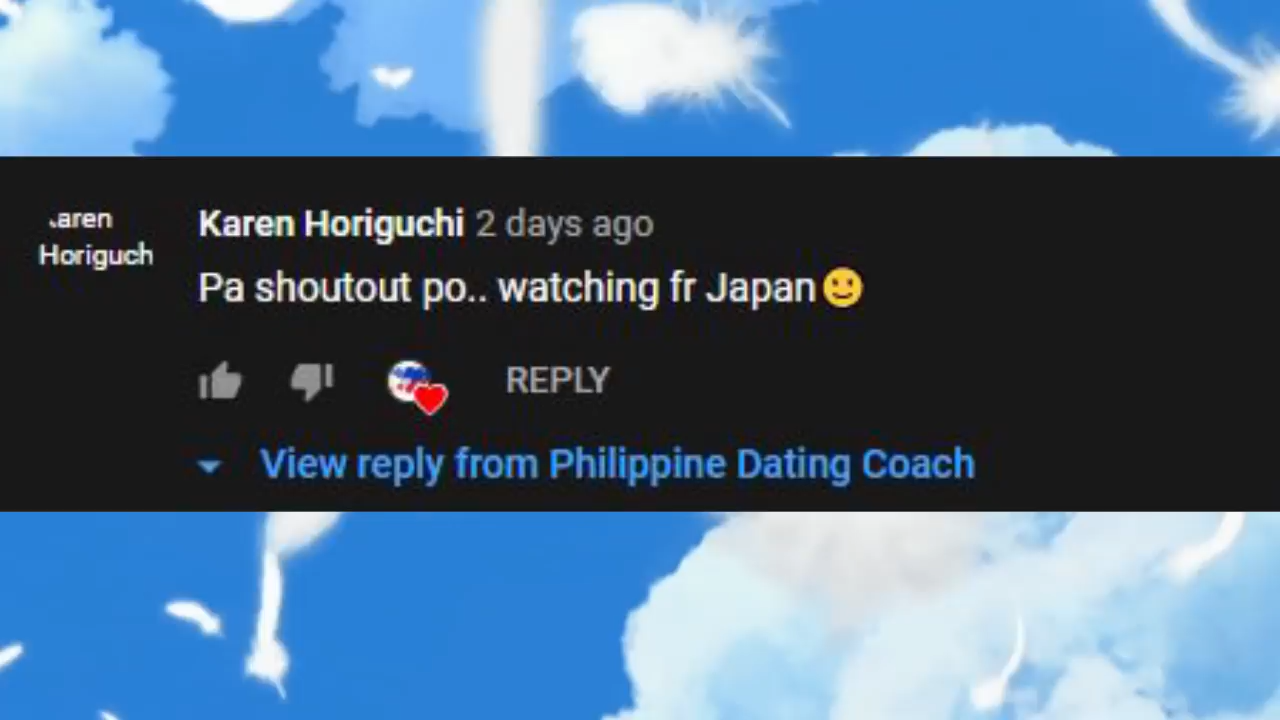 aren
Horiguch
Karen Horiguchi 2 days ago
Pa shoutout po.. watching fr Japan🙂
REPLY
View reply from Philippine Dating Coach